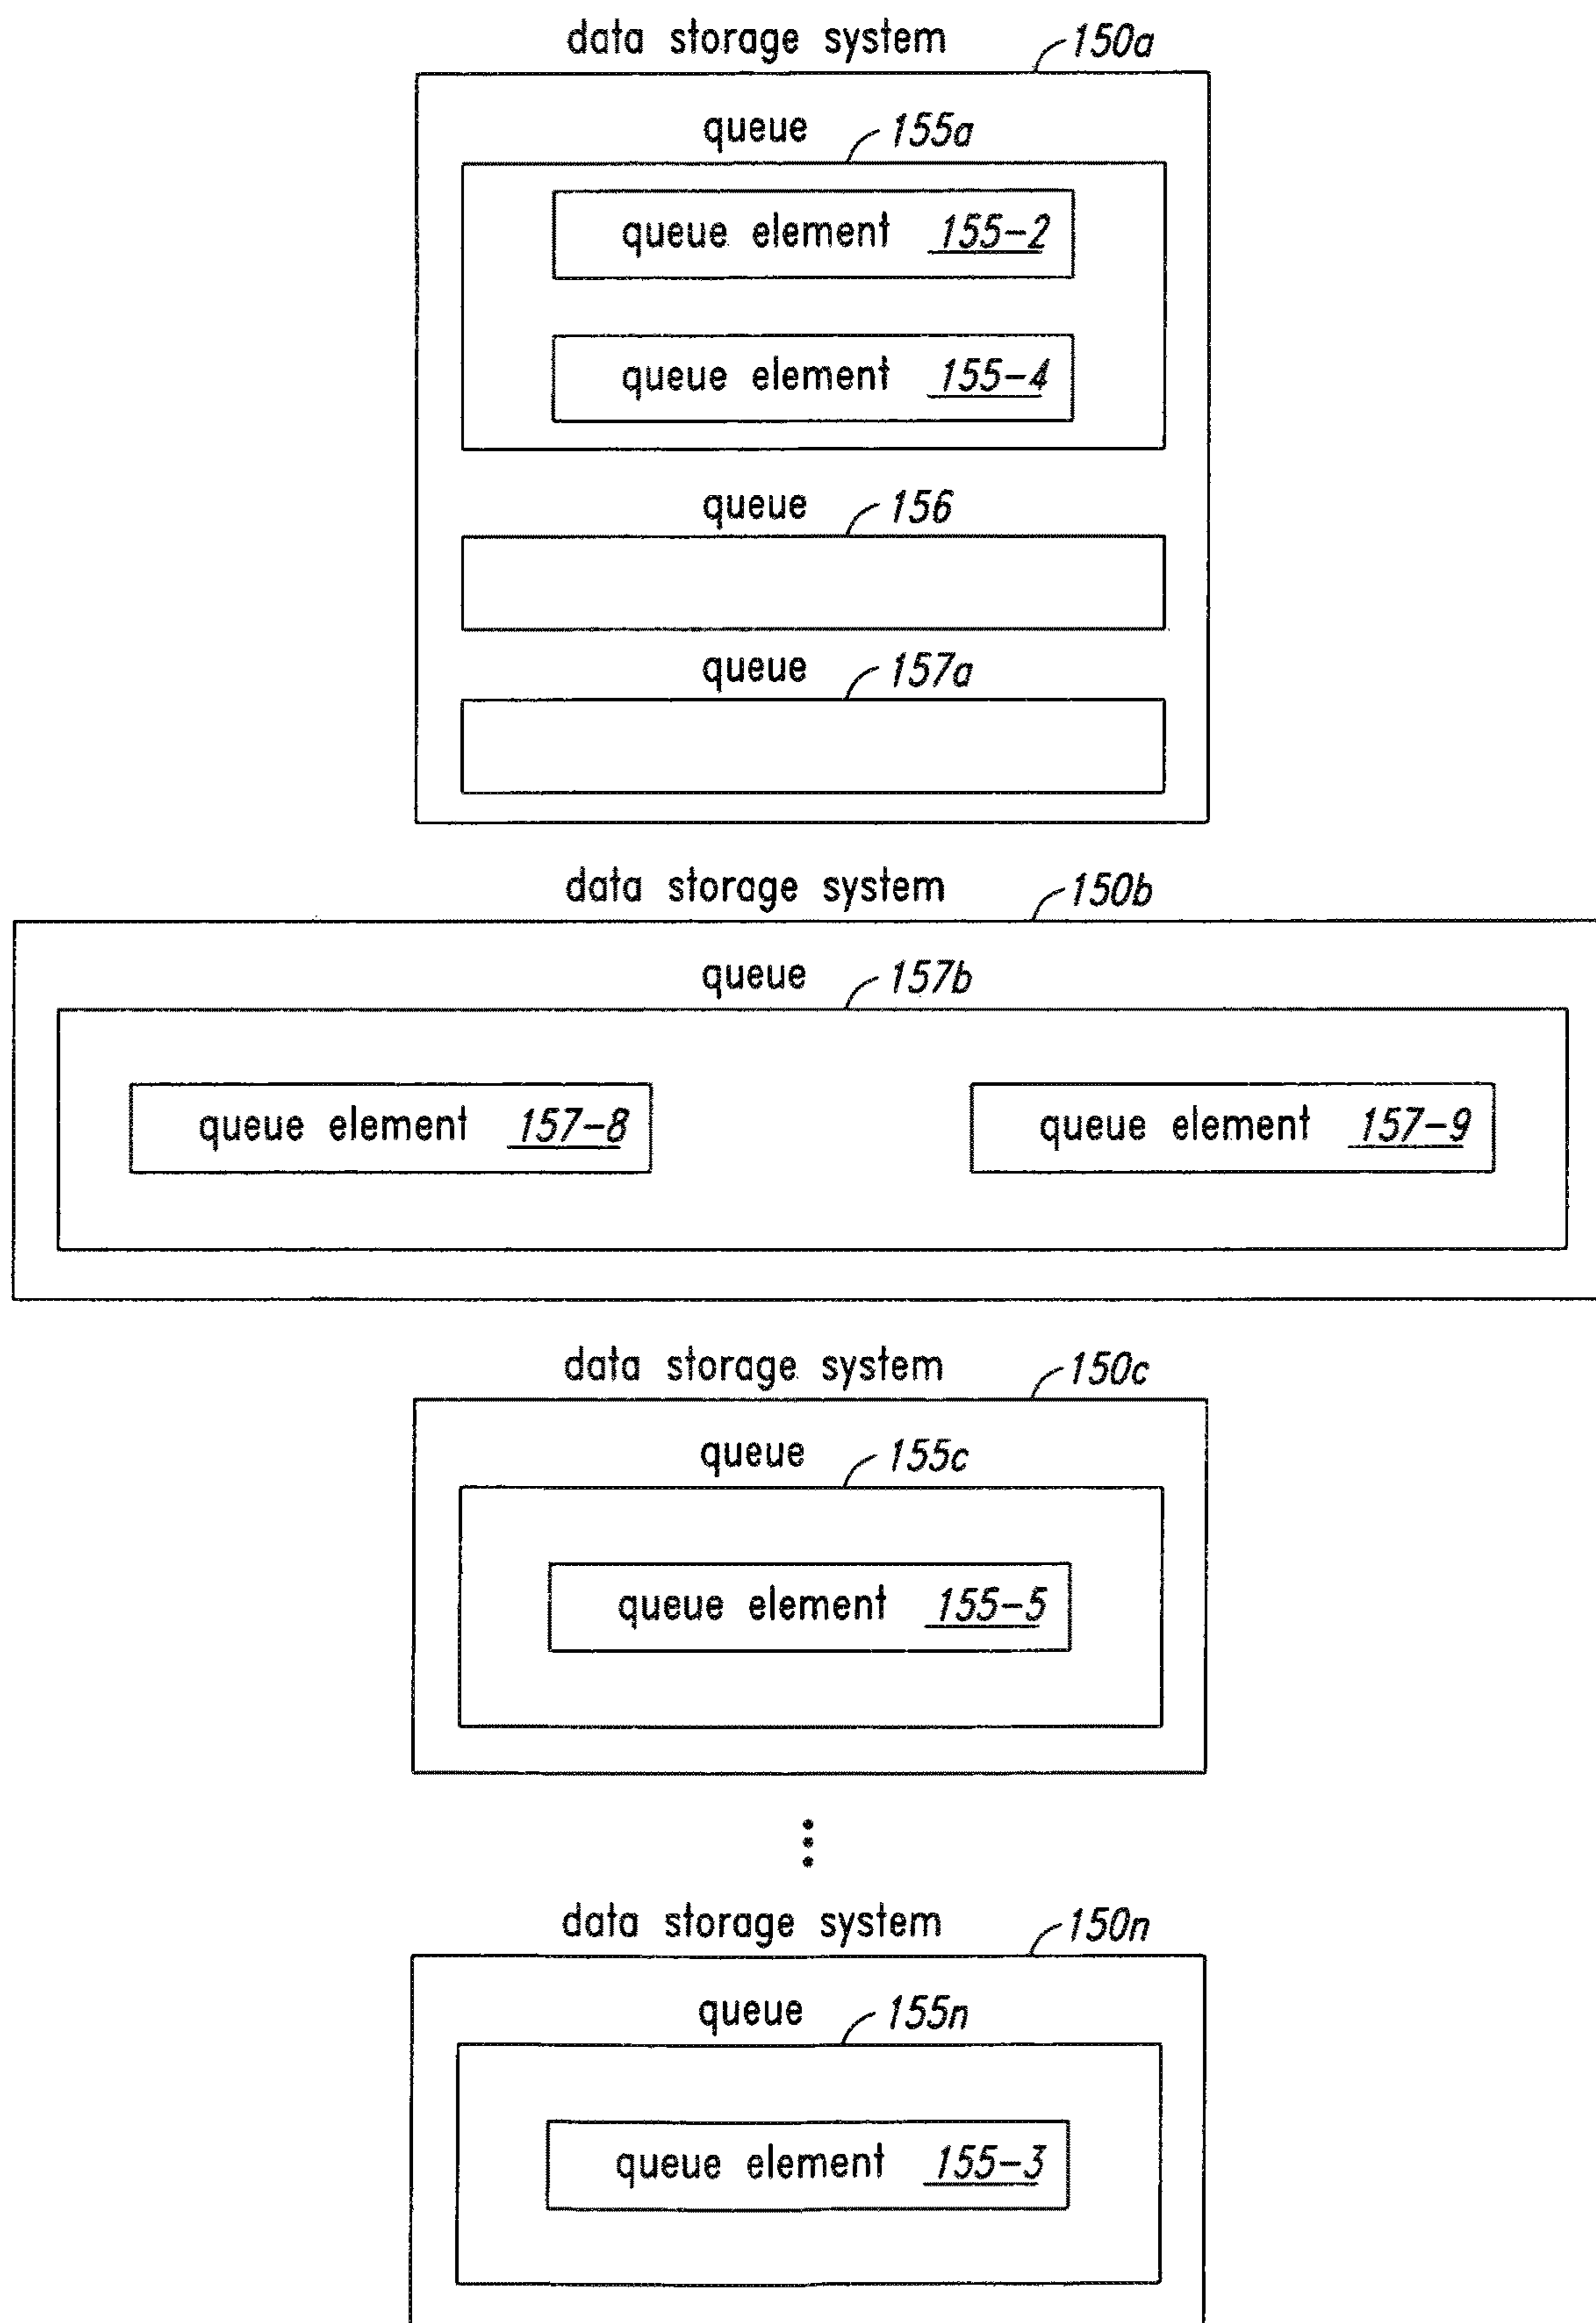 data storage system 150a
queue 155a
queue element 155-2
queue element 155-4
queue 156
queue 157a
data storage system 150b
queue 157b
queue element 157-8 queue element 157-9
data storage system 150c
queue 155c
queue element 155-5
data storage system 150n
queue 155n
queue element 155-3